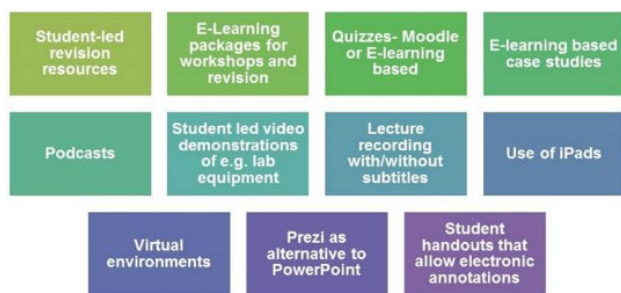 Student-led
revision
resources
E-Learning
packages for
workshops and
revision
Quizzes- Moodle
or E-learning
based
E-learning based
case studies
Podcasts
Student led video
demonstrations
of e.g. lab
equipment
Lecture
recording
with/without
subtitles
Use of iPads
Virtual
environments
Prezi as
alternative to
PowerPoint
Student
handouts that
allow electronic
annotations